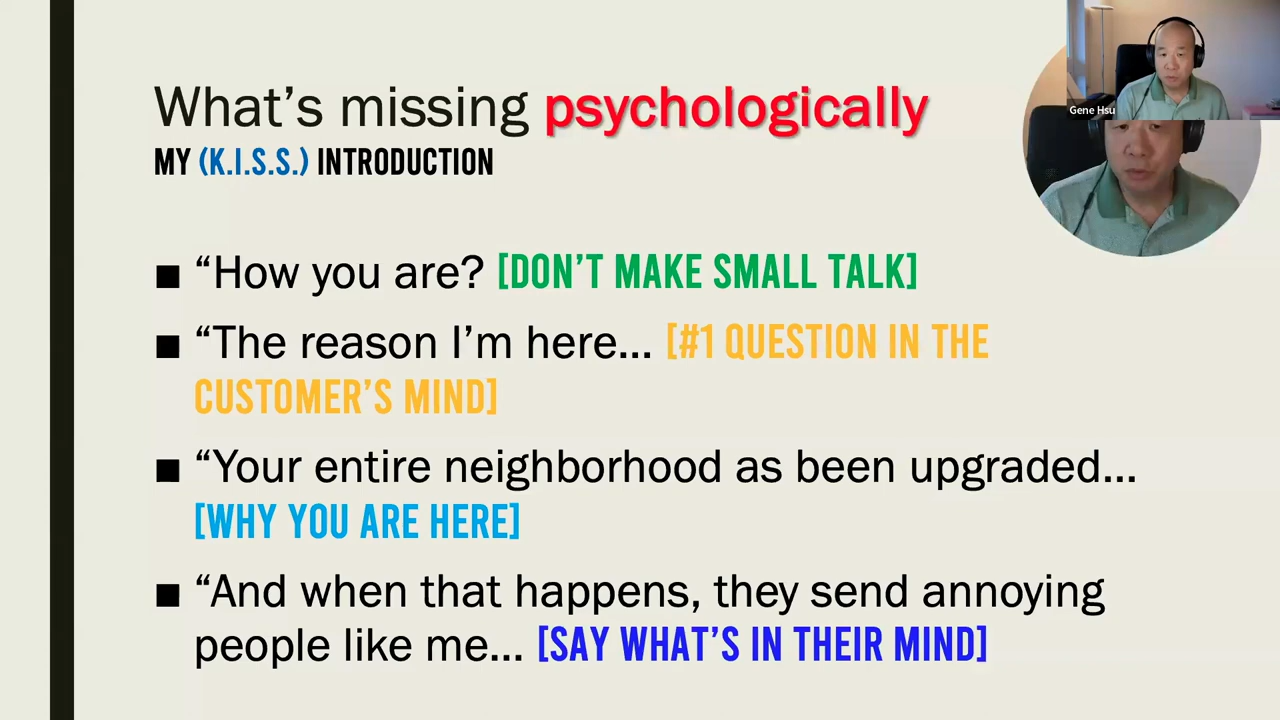 What's missing psychologically
MY (K.I.S.S.) INTRODUCTION
Gene Hsu
■ “How you are? [DON'T MAKE SMALL TALK]
■ “The reason I'm here... [#1 QUESTION IN THE
CUSTOMER'S MIND]
■ “Your entire neighborhood as been upgraded...
[WHY YOU ARE HERE]
■ “And when that happens, they send annoying
people like me... [SAY WHAT'S IN THEIR MIND]